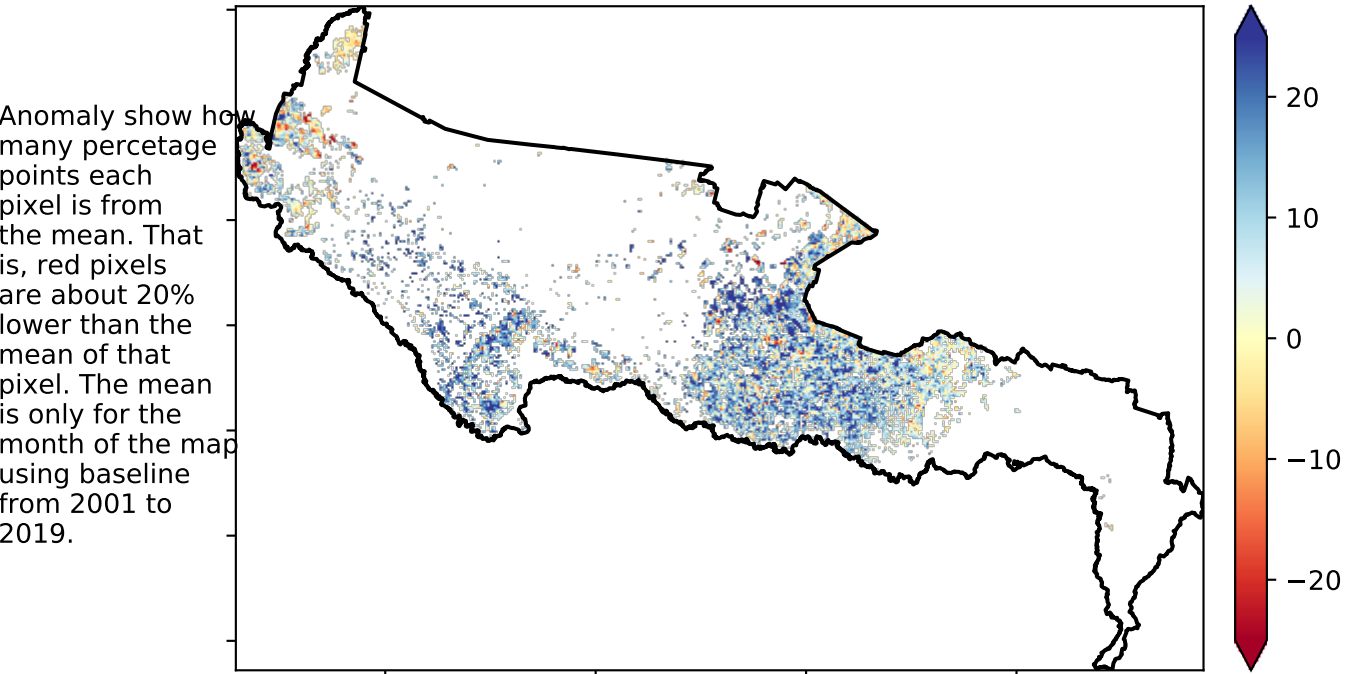 Anomaly show how
many percetage
points each
pixel is from
the mean. That
is, red pixels
are about 20%
lower than the
mean of that
pixel. The mean
is only for the
month of the map
using baseline
from 2001 to
2019.
20
10
0
−10
−20